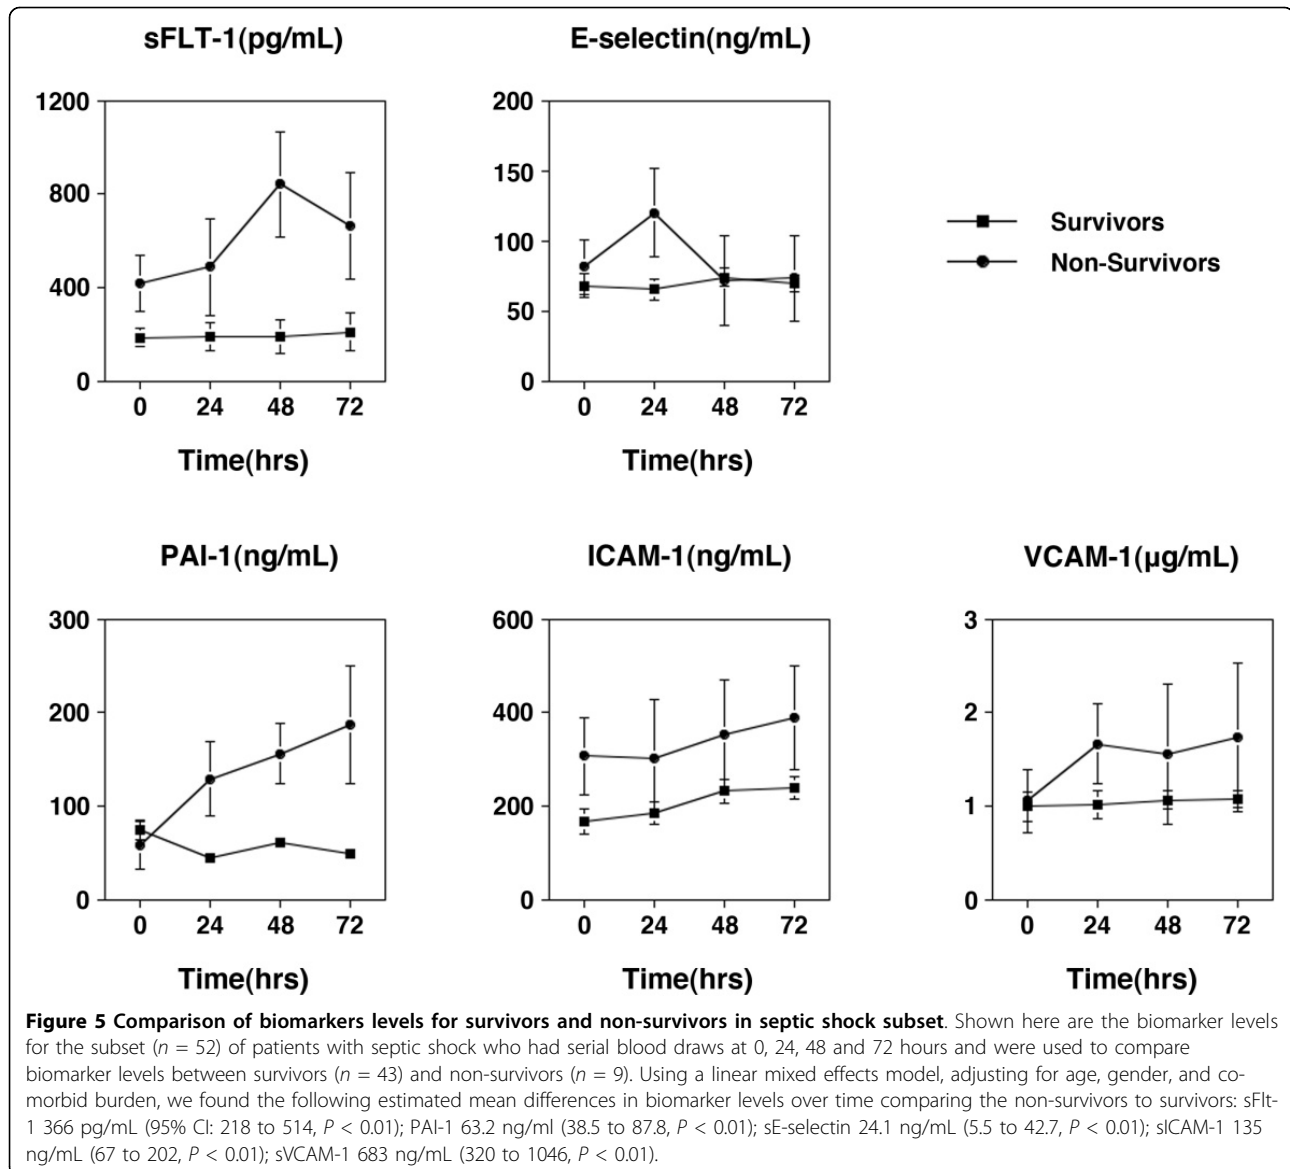 sFLT-1(pg/mL)
1200
800
400
0
0 24 48 72
Time(hrs)
E-selectin(ng/mL)
200
150
100
50
0
0 24 48 72
Time(hrs)
Survivors
Non-Survivors
PAI-1(ng/mL)
300
200
100
0
0 24 48 72
Time(hrs)
ICAM-1(ng/mL)
600
400
200
0
0 24 48 72
Time(hrs)
VCAM-1(µg/mL)
3
2
1
0
0 24 48 72
Time(hrs)
Figure 5 Comparison of biomarkers levels for survivors and non-survivors in septic shock subset. Shown here are the biomarker levels
for the subset (n = 52) of patients with septic shock who had serial blood draws at 0, 24, 48 and 72 hours and were used to compare
biomarker levels between survivors (n = 43) and non-survivors (n = 9). Using a linear mixed effects model, adjusting for age, gender, and co-
morbid burden, we found the following estimated mean differences in biomarker levels over time comparing the non-survivors to survivors: sFlt-
1 366 pg/mL (95% CI: 218 to 514, P < 0.01); PAI-1 63.2 ng/ml (38.5 to 87.8, P < 0.01); sE-selectin 24.1 ng/mL (5.5 to 42.7, P < 0.01); sICAM-1 135
ng/mL (67 to 202, P < 0.01); sVCAM-1 683 ng/mL (320 to 1046, P < 0.01).